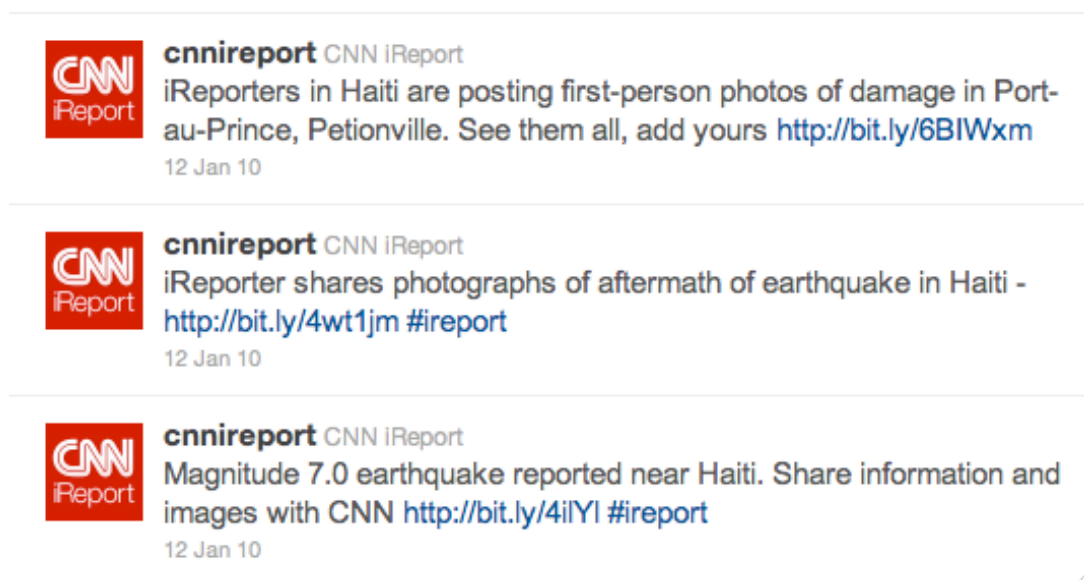 cnnireport CNN iReport
CNN
iReport
iReporters in Haiti are posting first-person photos of damage in Port-
au-Prince, Petionville. See them all, add yours http://bit.ly/6BIWxm
12 Jan 10
cnnireport CNN iReport
CNN
iReport
iReporter shares photographs of aftermath of earthquake in Haiti -
http://bit.ly/4wt1jm #ireport
12 Jan 10
cnnireport CNN iReport
CNN
iReport
Magnitude 7.0 earthquake reported near Haiti. Share information and
images with CNN http://bit.ly/4ilYl #ireport
12 Jan 10